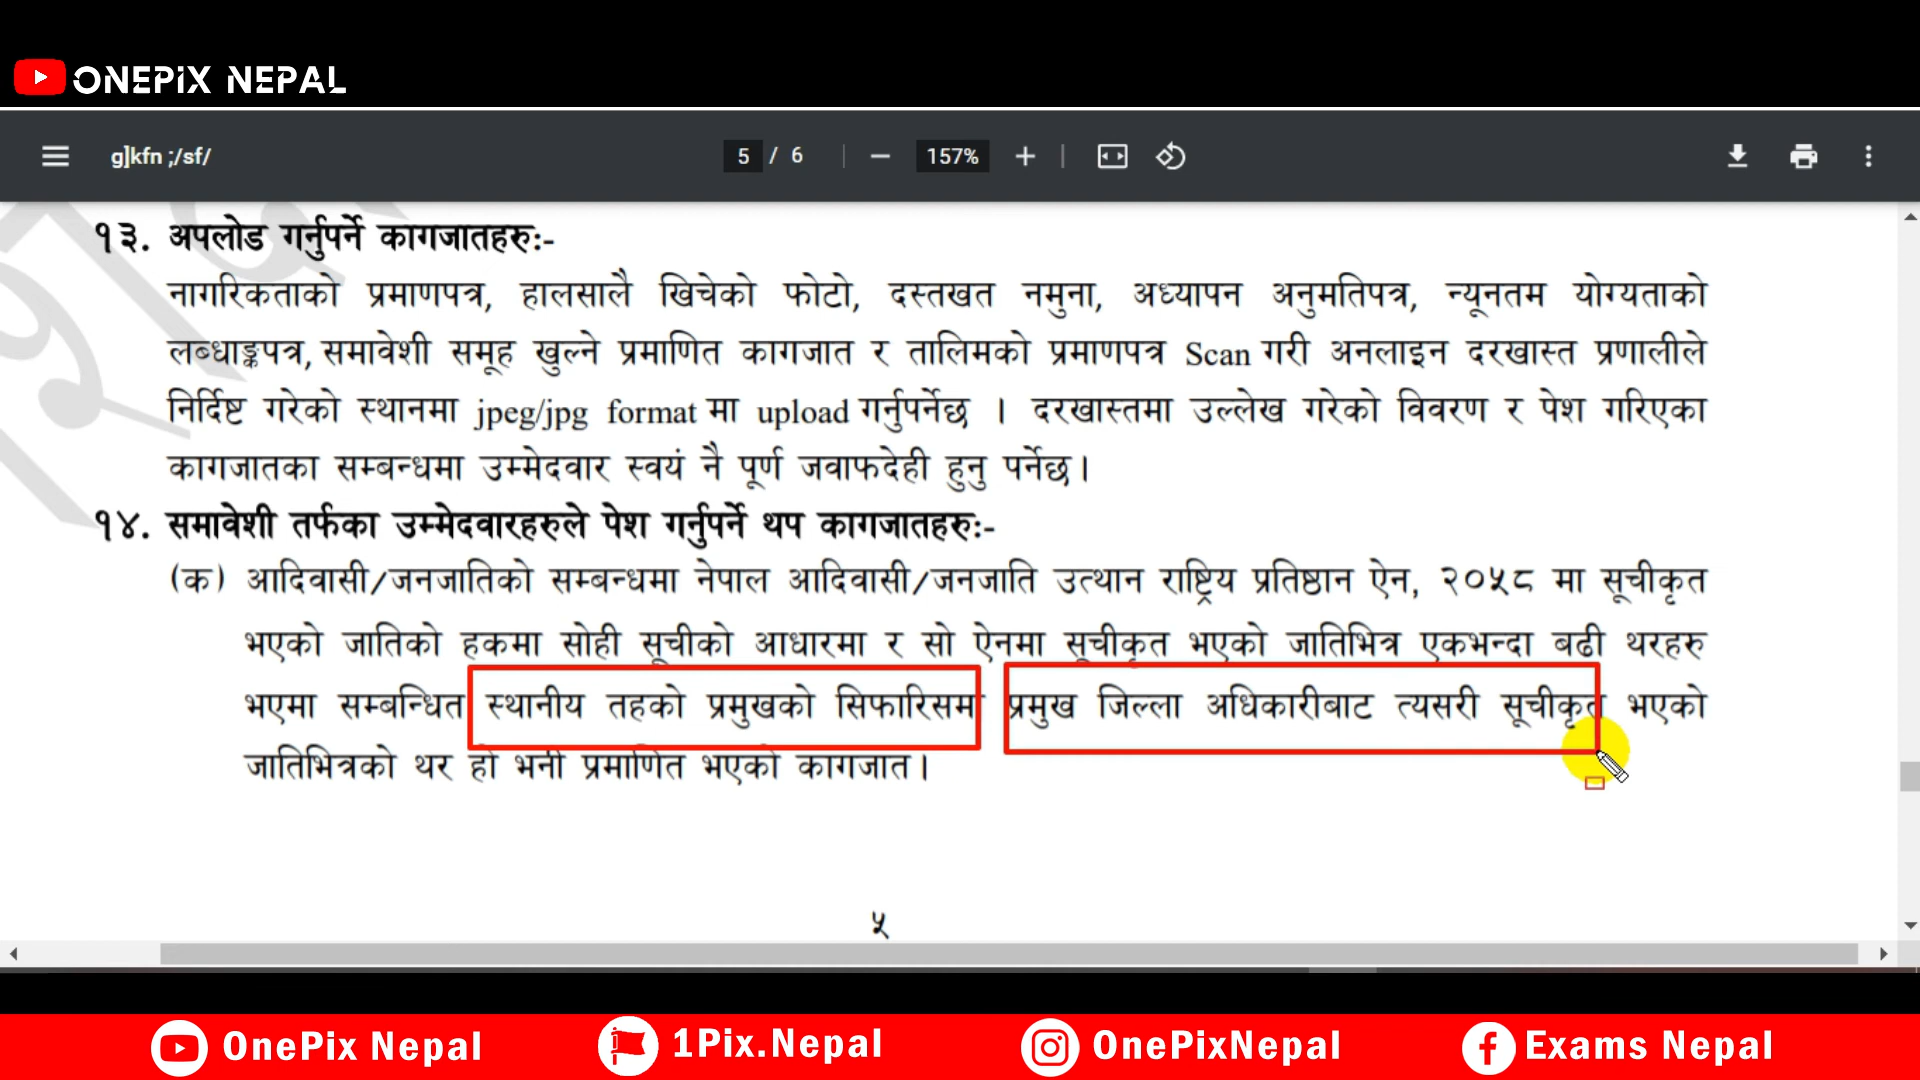 ONEPIX NEPAL
g]kfn ;/sf/
5 / 6
157%
१३. अपलोड गर्नुपर्ने कागजातहरु:-
नागरिकताको प्रमाणपत्र, हालसालै खिचेको फोटो, दस्तखत नमुना, अध्यापन अनुमतिपत्र, न्यूनतम योग्यताको
लब्धाङ्कपत्र, समावेशी समूह खुल्ने प्रमाणित कागजात र तालिमको प्रमाणपत्र Scan गरी अनलाइन दरखास्त प्रणालीले
निर्दिष्ट गरेको स्थानमा jpeg/jpg format मा upload गर्नुपर्नेछ । दरखास्तमा उल्लेख गरेको विवरण र पेश गरिएका
कागजातका सम्बन्धमा उम्मेदवार स्वयं नै पूर्ण जवाफदेही हुनु पर्नेछ।
१४. समावेशी तर्फका उम्मेदवारहरुले पेश गर्नुपर्ने थप कागजातहरु:-
(क) आदिवासी/जनजातिको सम्बन्धमा नेपाल आदिवासी/जनजाति उत्थान राष्ट्रिय प्रतिष्ठान ऐन, २०५८ मा सूचीकृत
भएको जातिको हकमा सोही सूचीको आधारमा र सो ऐनमा सूचीकृत भएको जातिभित्र एकभन्दा बढी थरहरु
भएमा सम्बन्धित स्थानीय तहको प्रमुखको सिफारिसमा प्रमुख जिल्ला अधिकारीबाट त्यसरी सूचीकृत भएको
जातिभित्रको थर हो भनी प्रमाणित भएको कागजात।
५
OnePix Nepal 1Pix.Nepal OnePixNepal Exams Nepal